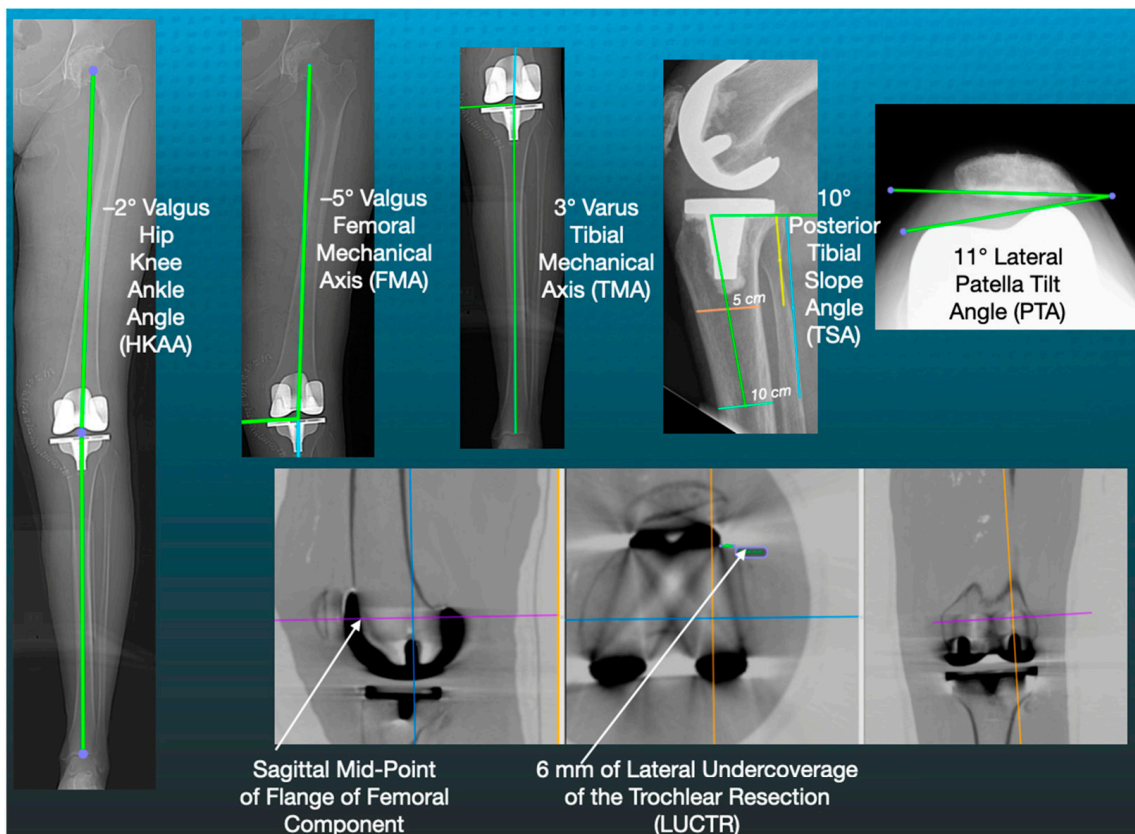 –2° Valgus
Hip
Knee
Ankle
Angle
(HKAA)
–5° Valgus
Femoral
Mechanical
Axis (FMA)
3° Varus
Tibial
Mechanical
Axis (TMA)
5 cm
10 cm
10°
Posterior
Tibial
Slope
Angle
(TSA)
11° Lateral
Patella Tilt
Angle (PTA)
Sagittal Mid-Point
of Flange of Femoral
Component
6 mm of Lateral Undercoverage
of the Trochlear Resection
(LUCTR)